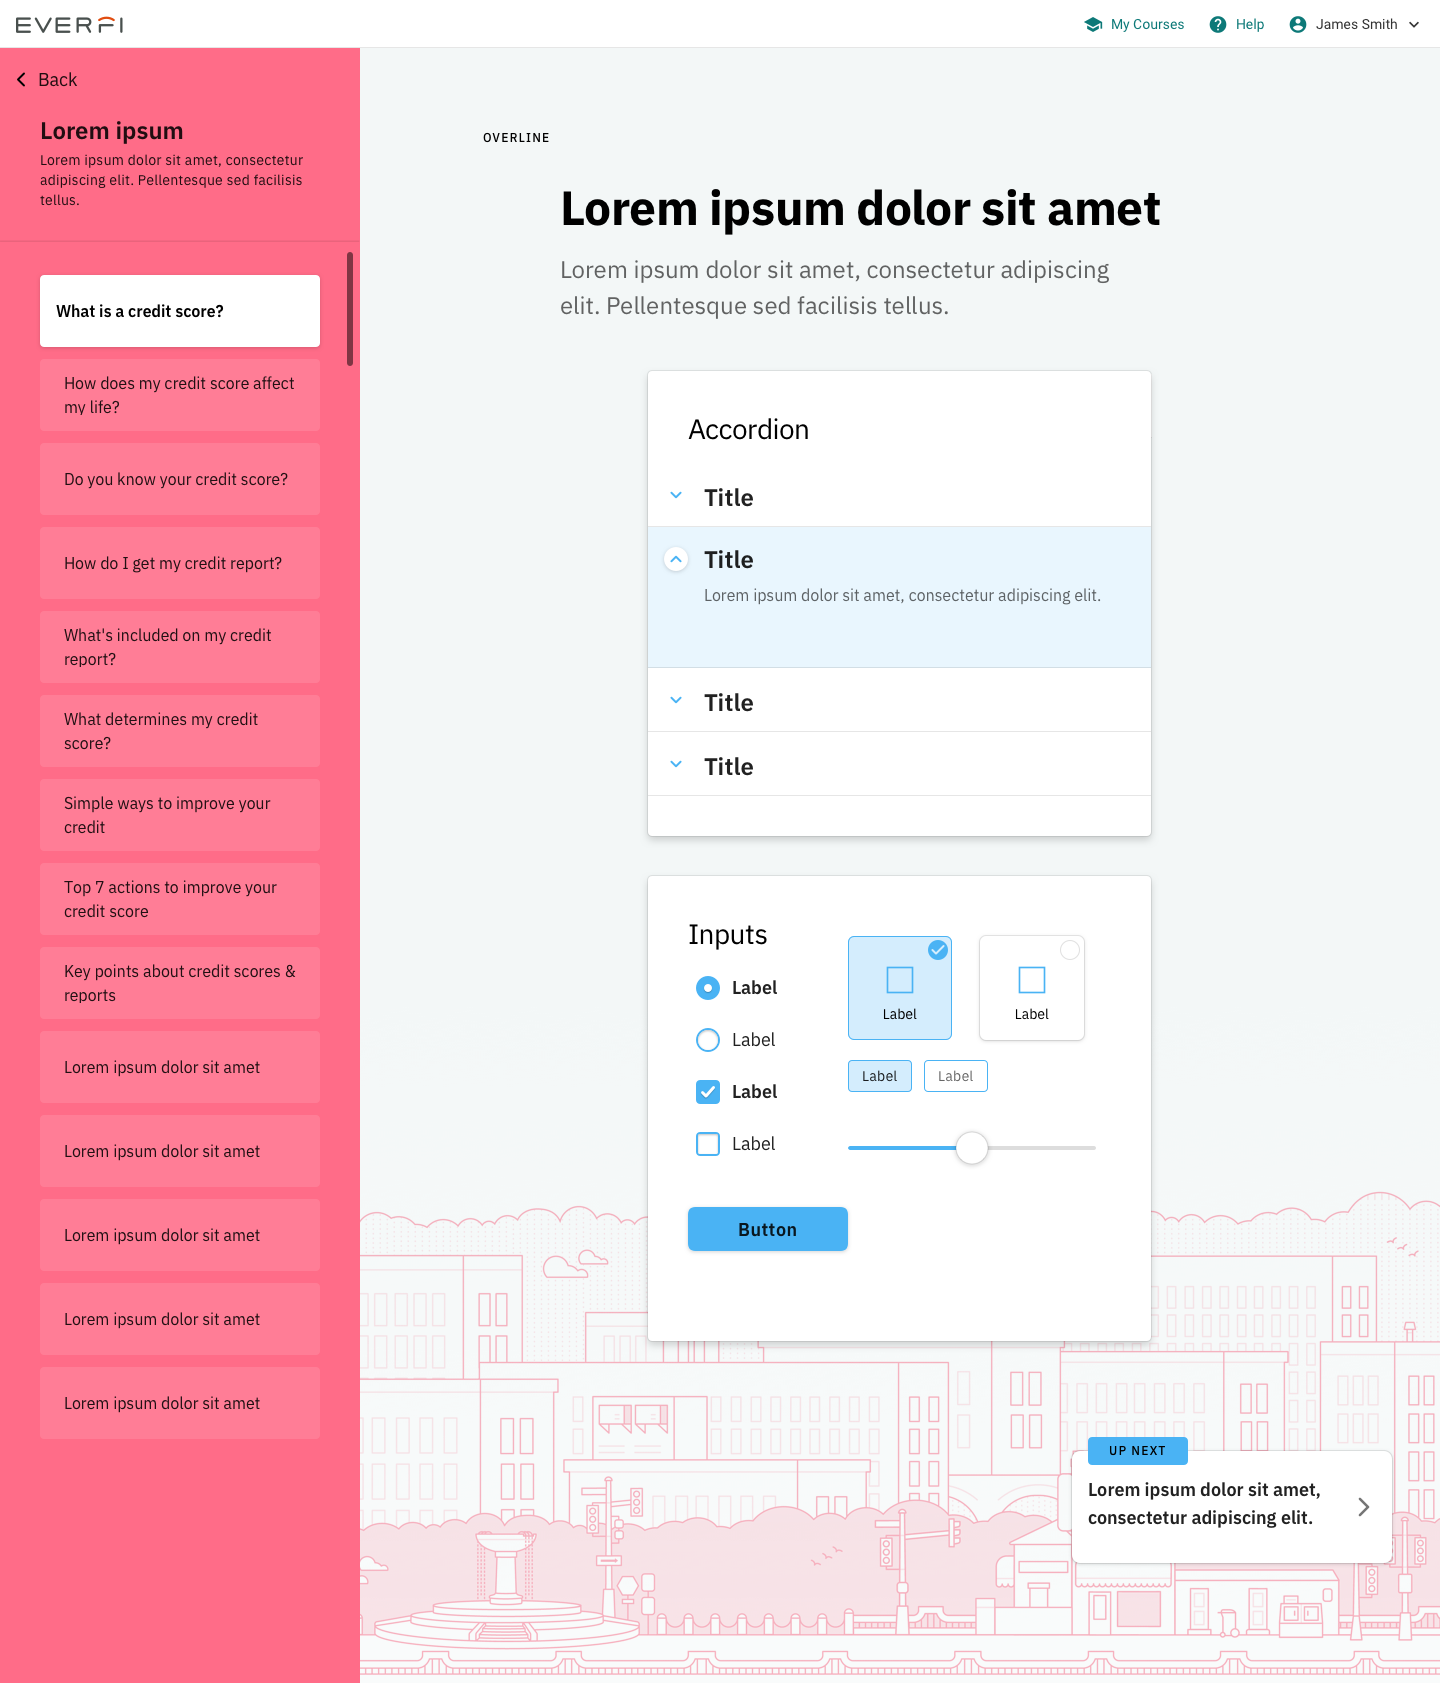 EVERFI
My Courses
Help
James Smith
Back
Lorem ipsum
Lorem ipsum dolor sit amet, consectetur
adipiscing elit. Pellentesque sed facilisis
tellus.
What is a credit score?
How does my credit score affect
my life?
Do you know your credit score?
How do I get my credit report?
What's included on my credit
report?
What determines my credit
score?
Simple ways to improve your
credit
Top 7 actions to improve your
credit score
Key points about credit scores &
reports
Lorem ipsum dolor sit amet
Lorem ipsum dolor sit amet
Lorem ipsum dolor sit amet
Lorem ipsum dolor sit amet
Lorem ipsum dolor sit amet
OVERLINE
Lorem ipsum dolor sit amet
Lorem ipsum dolor sit amet, consectetur adipiscing
elit. Pellentesque sed facilisis tellus.
Accordion
Title
Title
Lorem ipsum dolor sit amet, consectetur adipiscing elit.
Title
Title
Inputs
Label
Label
Label
Label
Label
Label
Label
Label
Button
UP NEXT
Lorem ipsum dolor sit amet,
consectetur adipiscing elit.